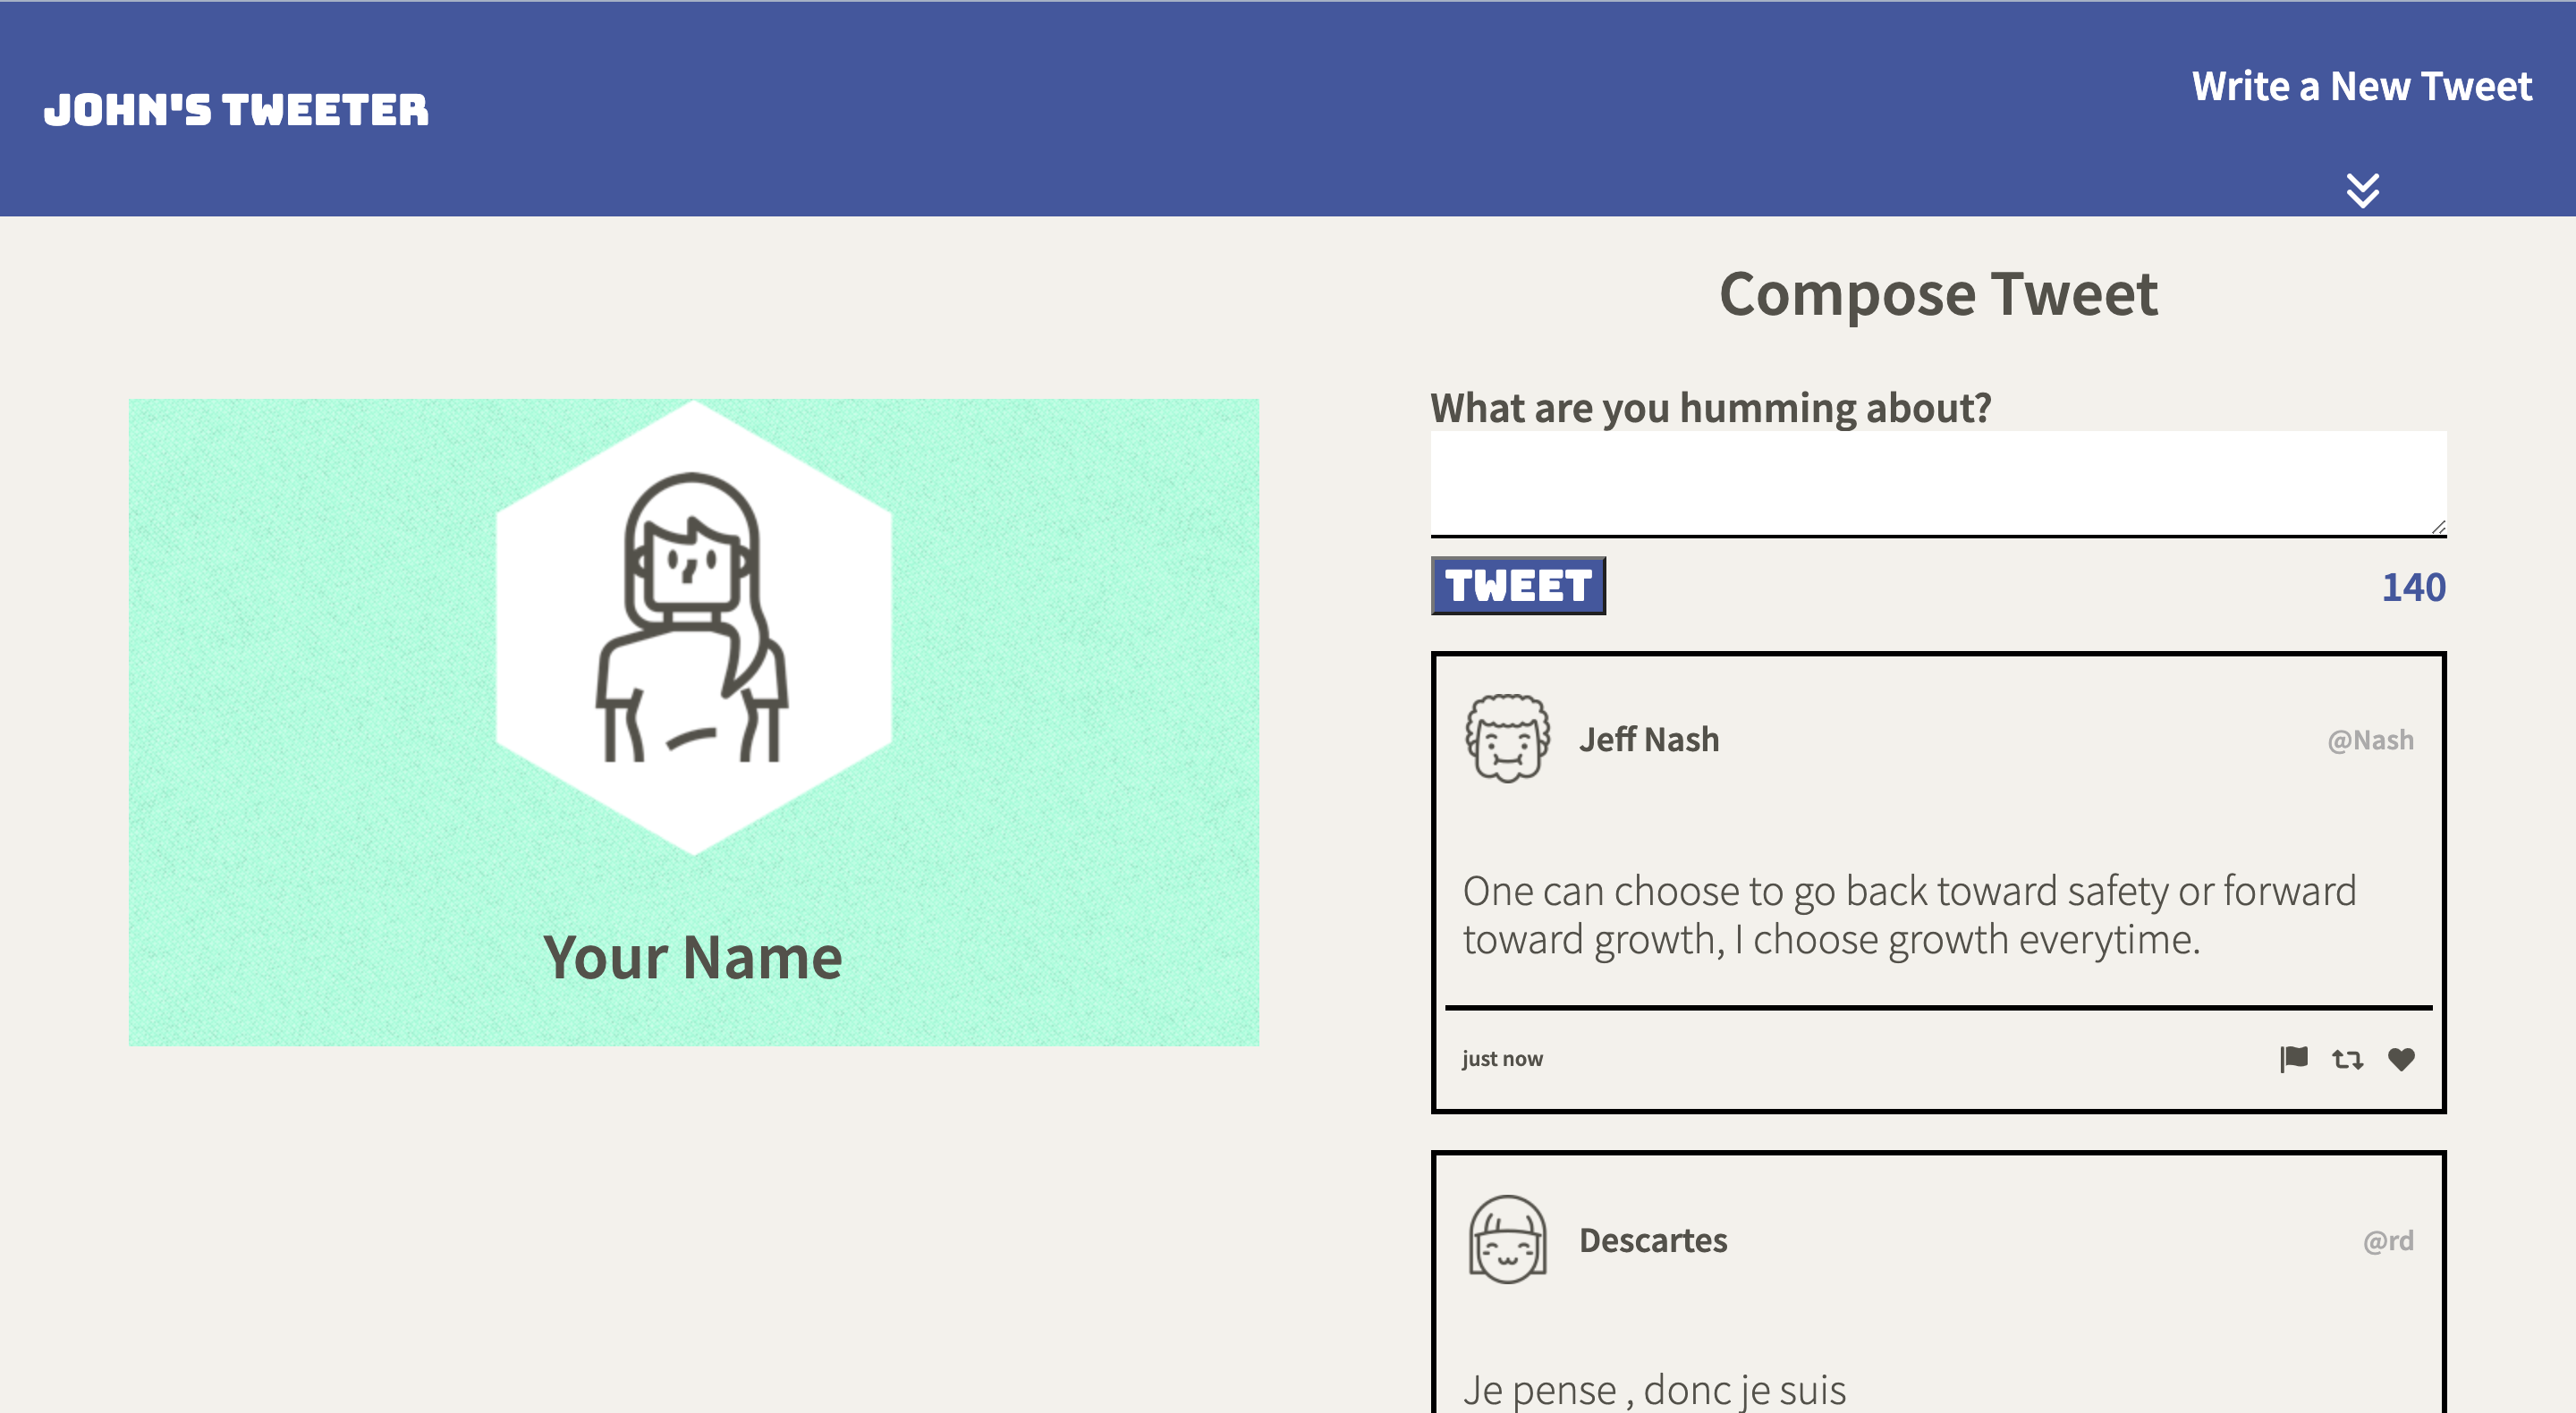 JOHN'S TWEETER
Write a New Tweet
Compose Tweet
What are you humming about?
TWEET
140
Your Name
Jeff Nash
@Nash
One can choose to go back toward safety or forward
toward growth, I choose growth everytime.
just now
Descartes
@rd
Je pense , donc je suis